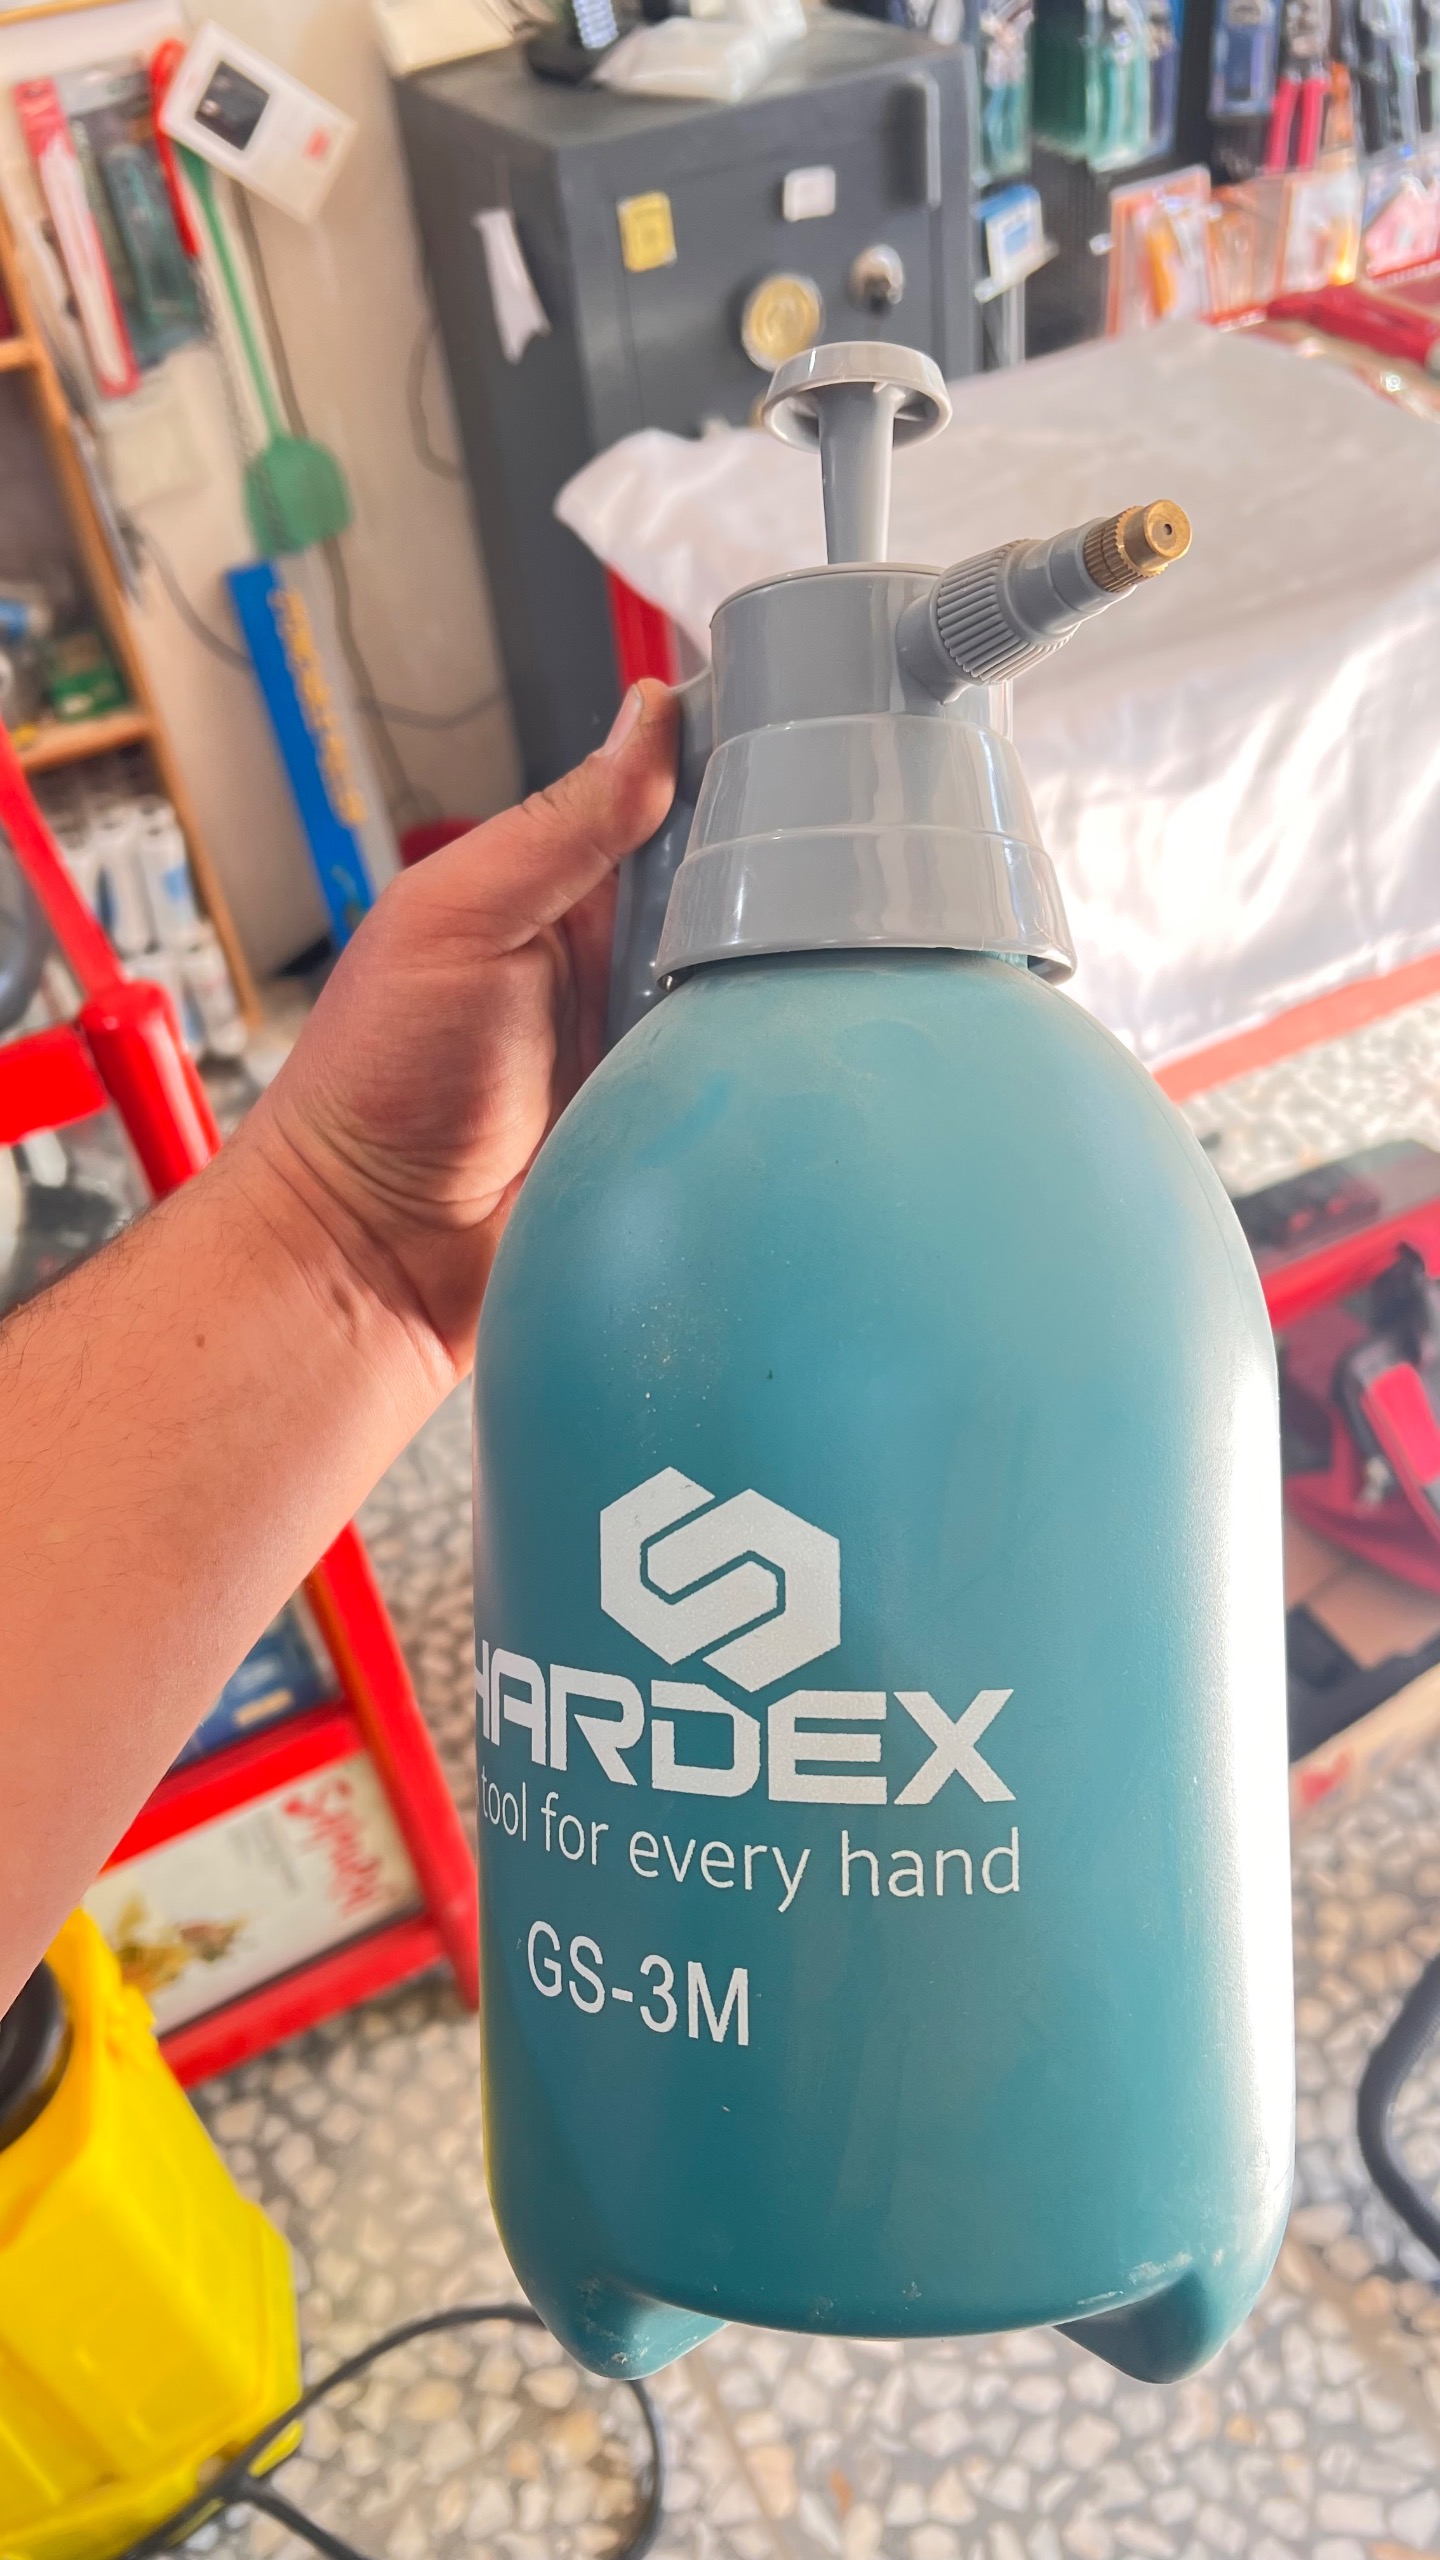 HARDEX
tool for every hand
GS-3M